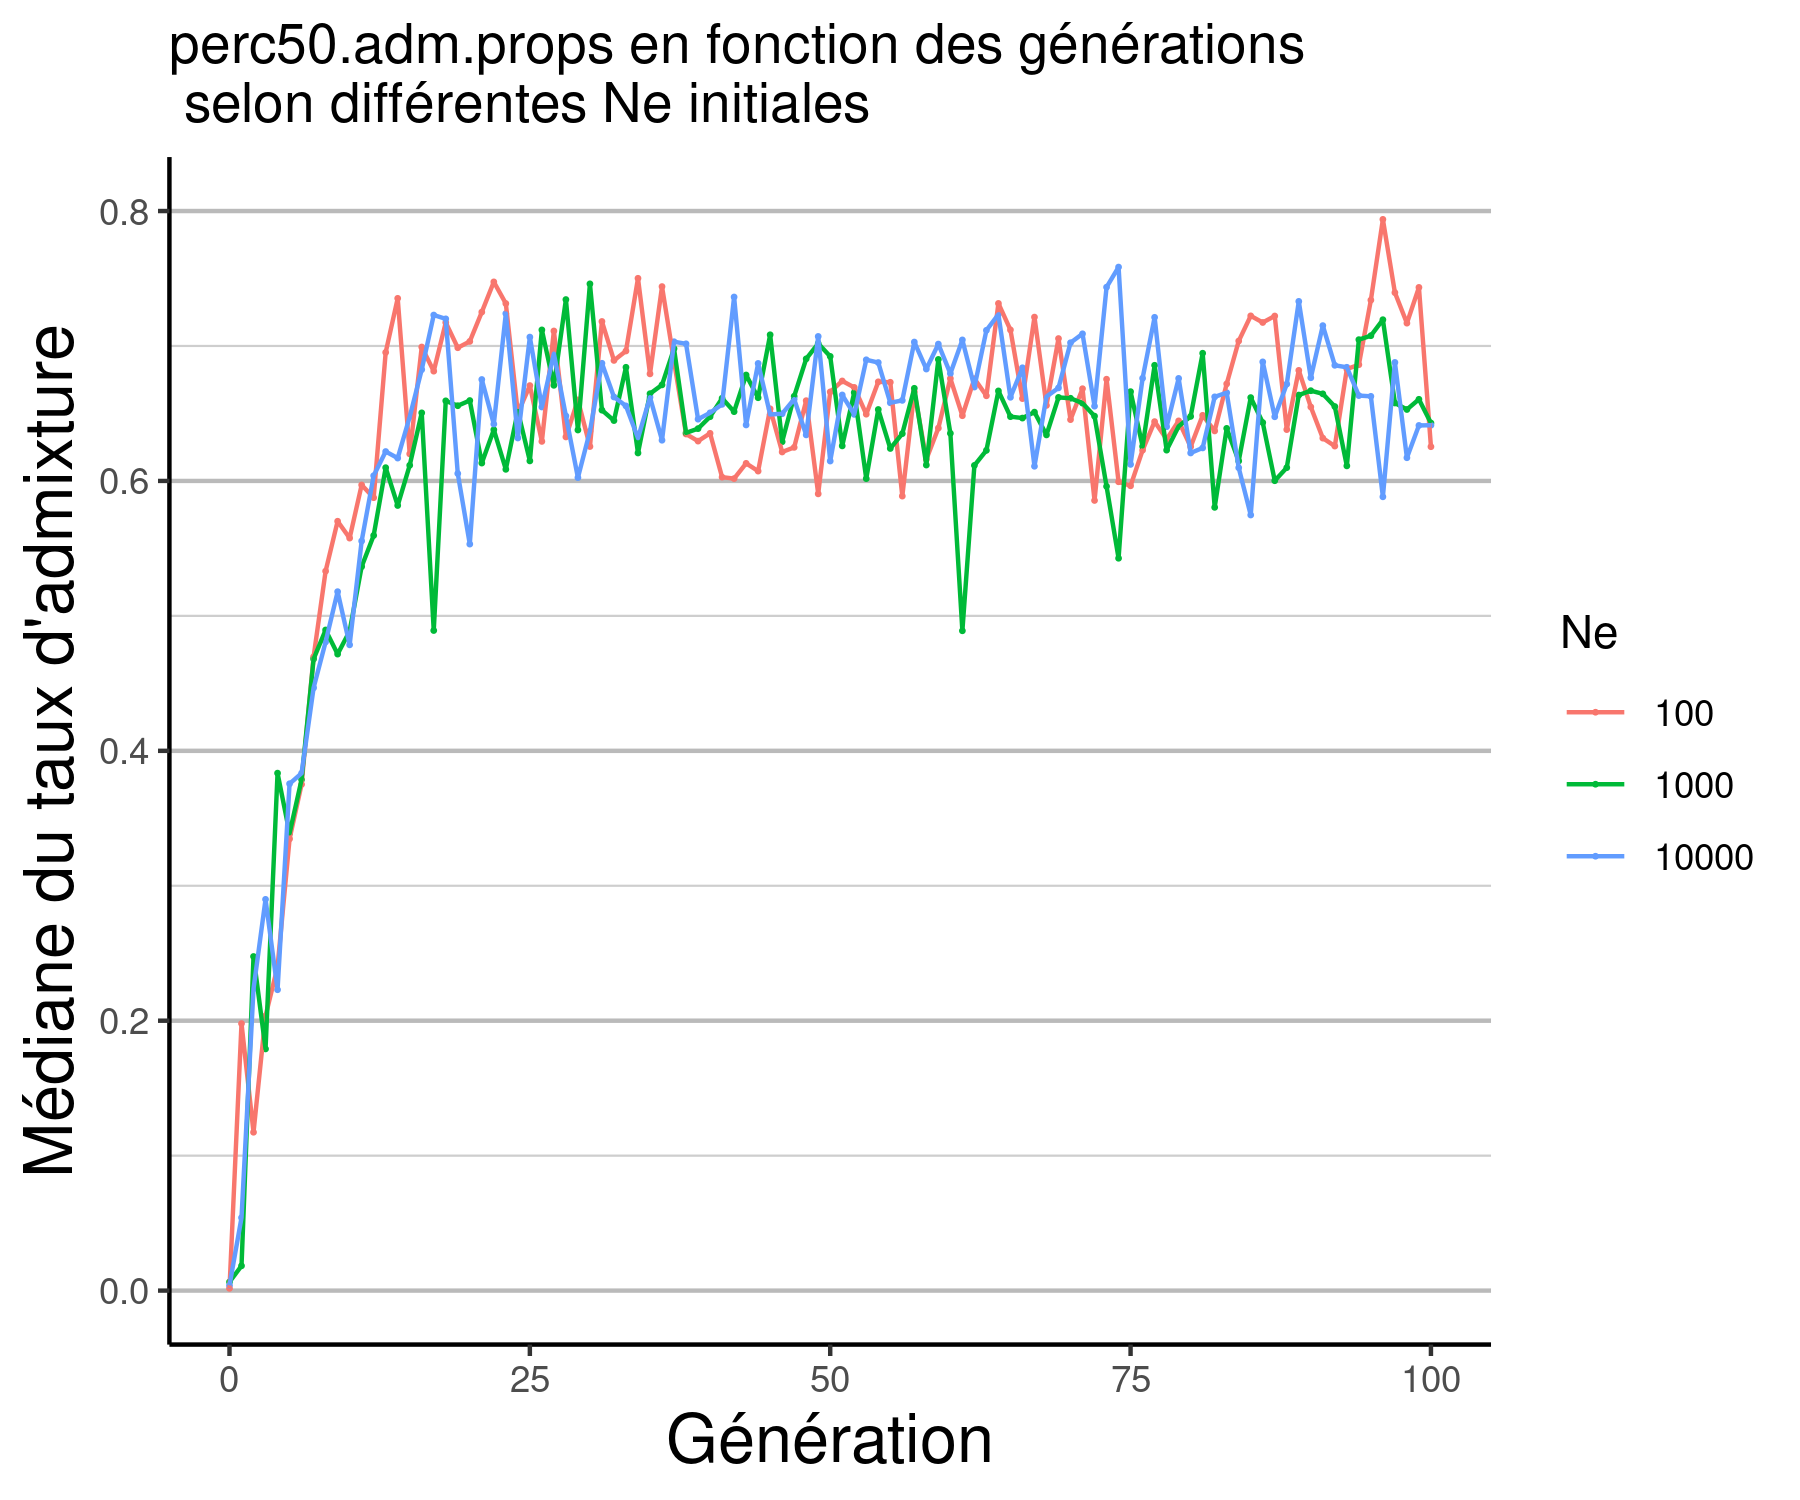 perc50.adm.props en fonction des générations
selon différentes Ne initiales
Médiane du taux d'admixture
0.8
0.6
0.4
0.2
0.0
0
25
50
75
100
Génération
Ne
100
1000
10000